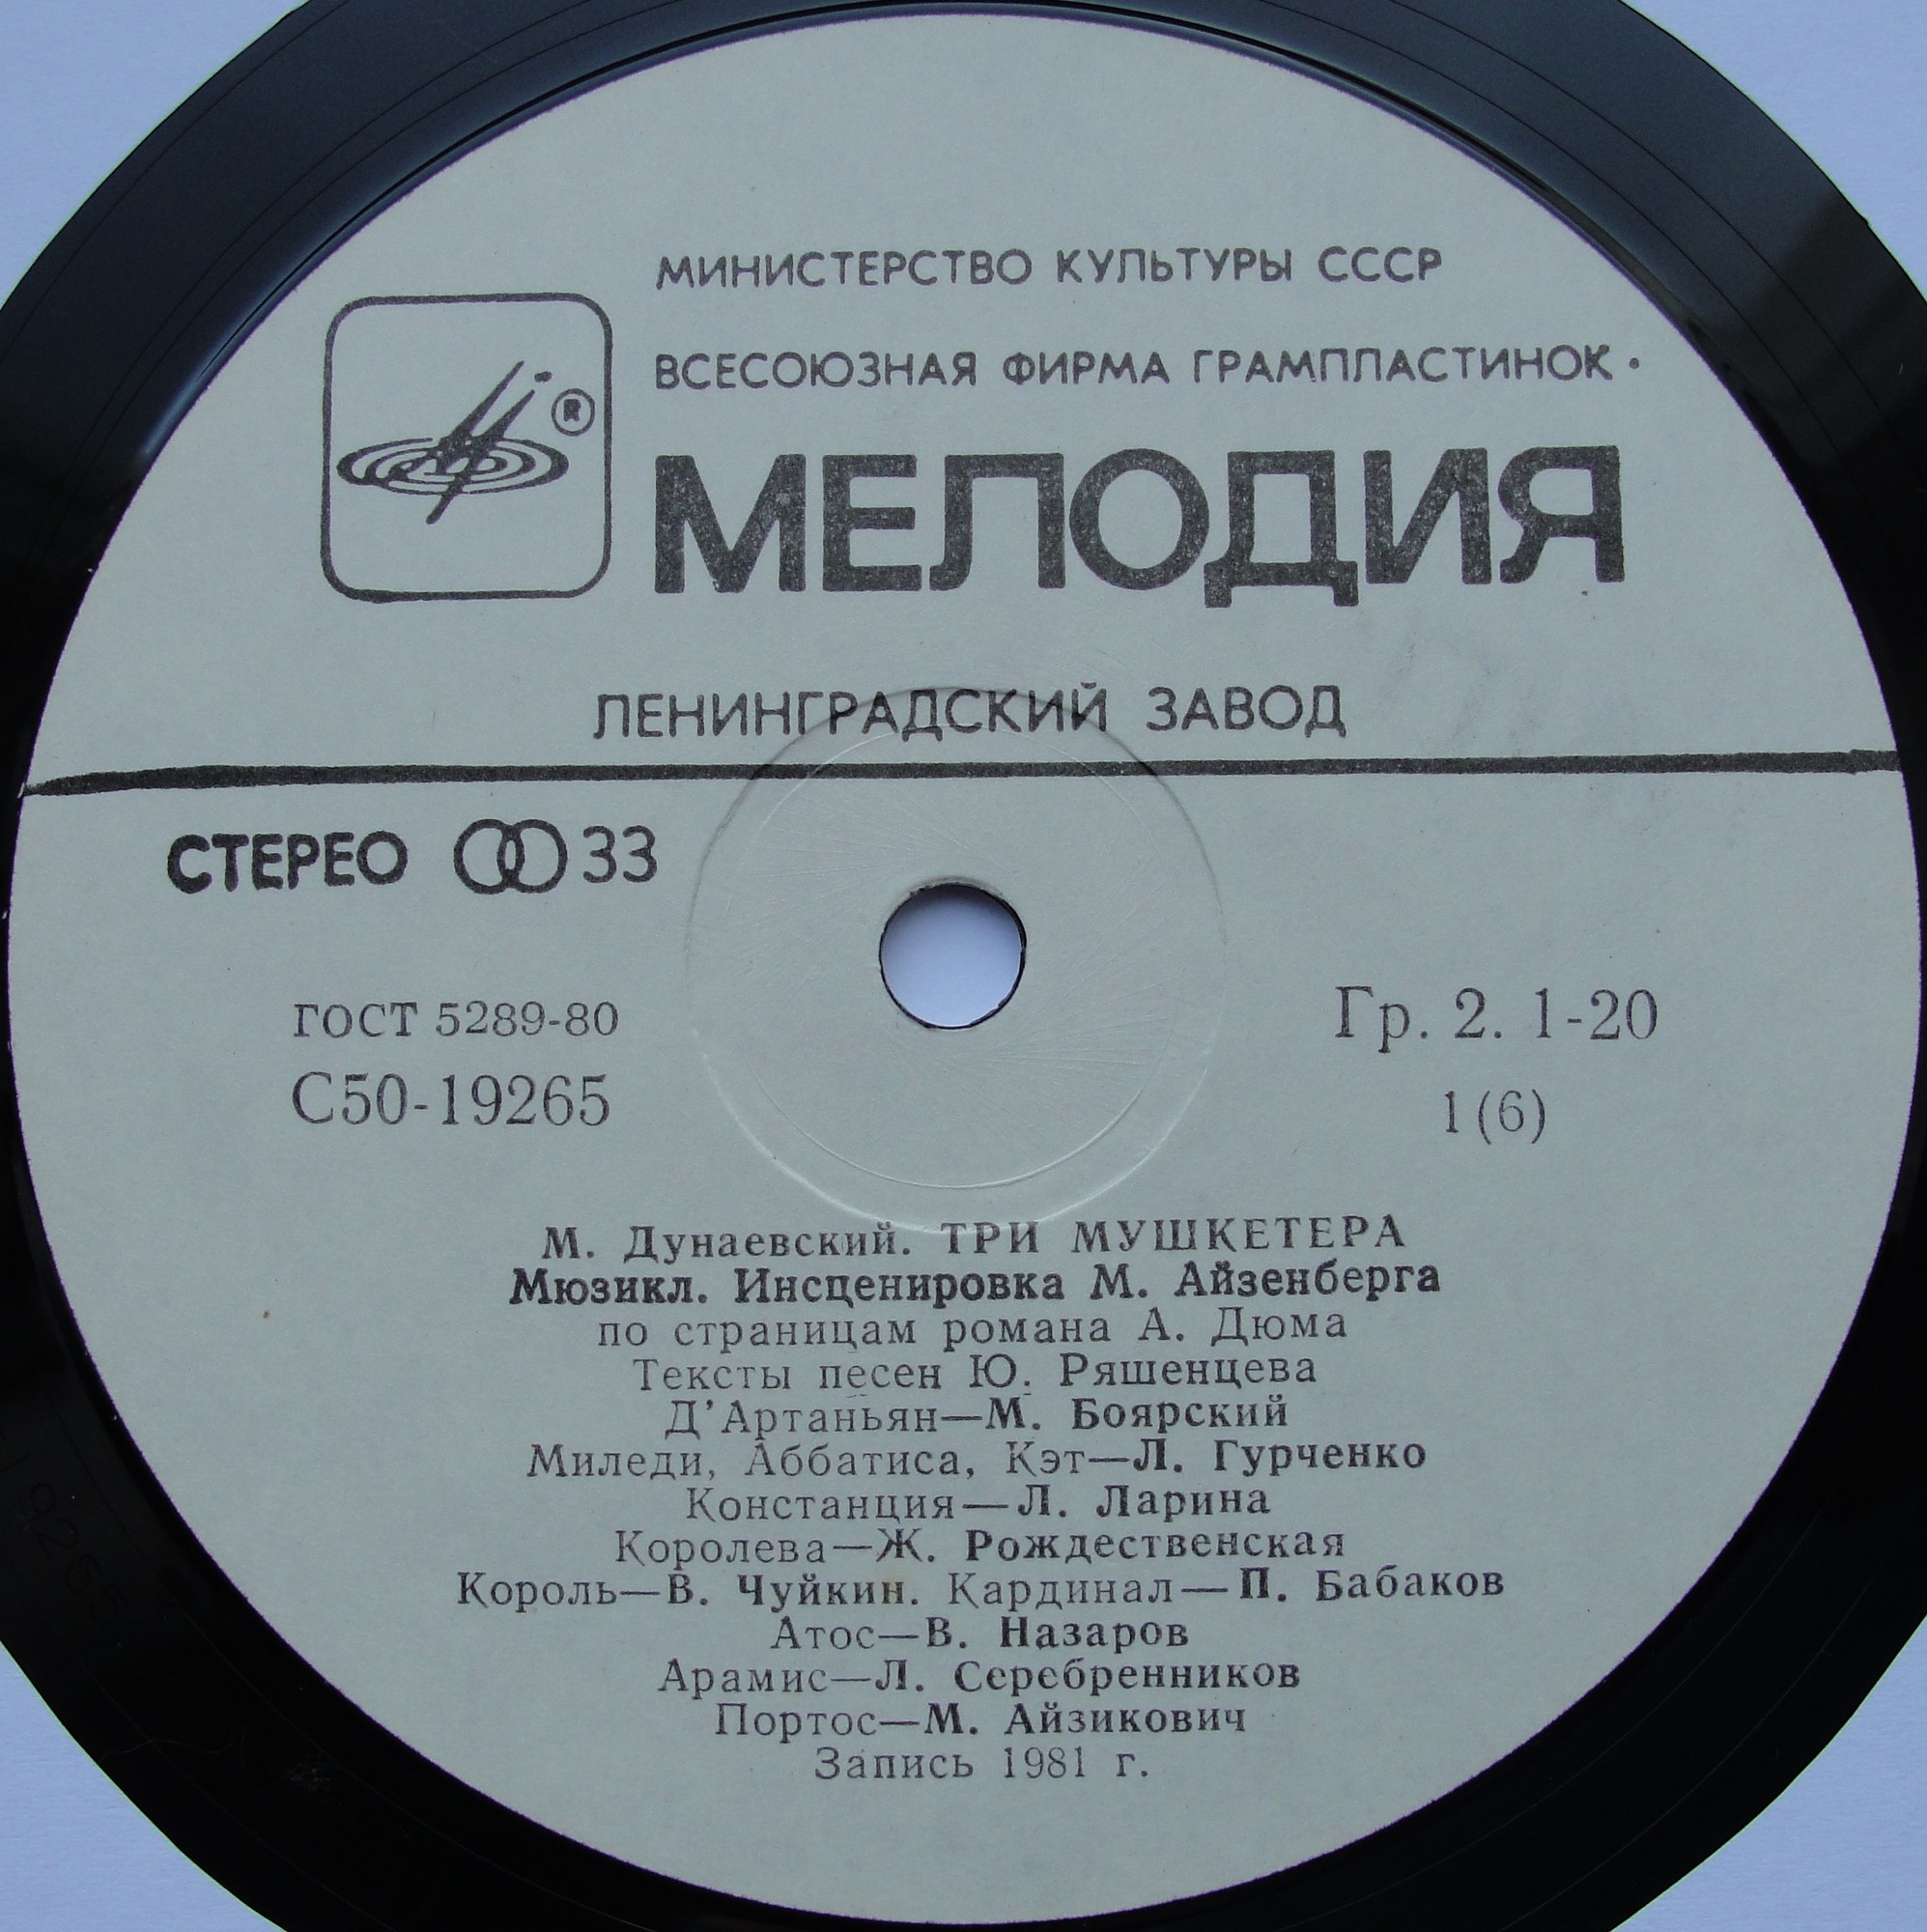 МИНИСТЕРСТВО КУЛЬТУРЫ СССР
ВСЕСОЮЗНАЯ ФИРМА ГРАМПЛАСТИНОК •
®
МЕЛОДИЯ
ЛЕНИНГРАДСКИЙ ЗАВОД
СТЕРЕО 33
ГОСТ 5289-80
Гр. 2. 1-20
С50-19265
1(6)
М. Дунаевский. ТРИ МУШКЕТЕРА
Мюзикл. Инсценировка М. Айзенберга
по страницам романа А. Дюма
Тексты песен Ю. Ряшенцева
Д’Артаньян—М. Боярский
Миледи, Аббатиса, Кэт—Л. Гурченко
Констанция—Л. Ларина
Королева—Ж. Рождественская
Король—В. Чуйкин. Кардинал—П. Бабаков
Атос—В. Назаров
Арамис—Л. Серебренников
Портос—М. Айзикович
Запись 1981 г.